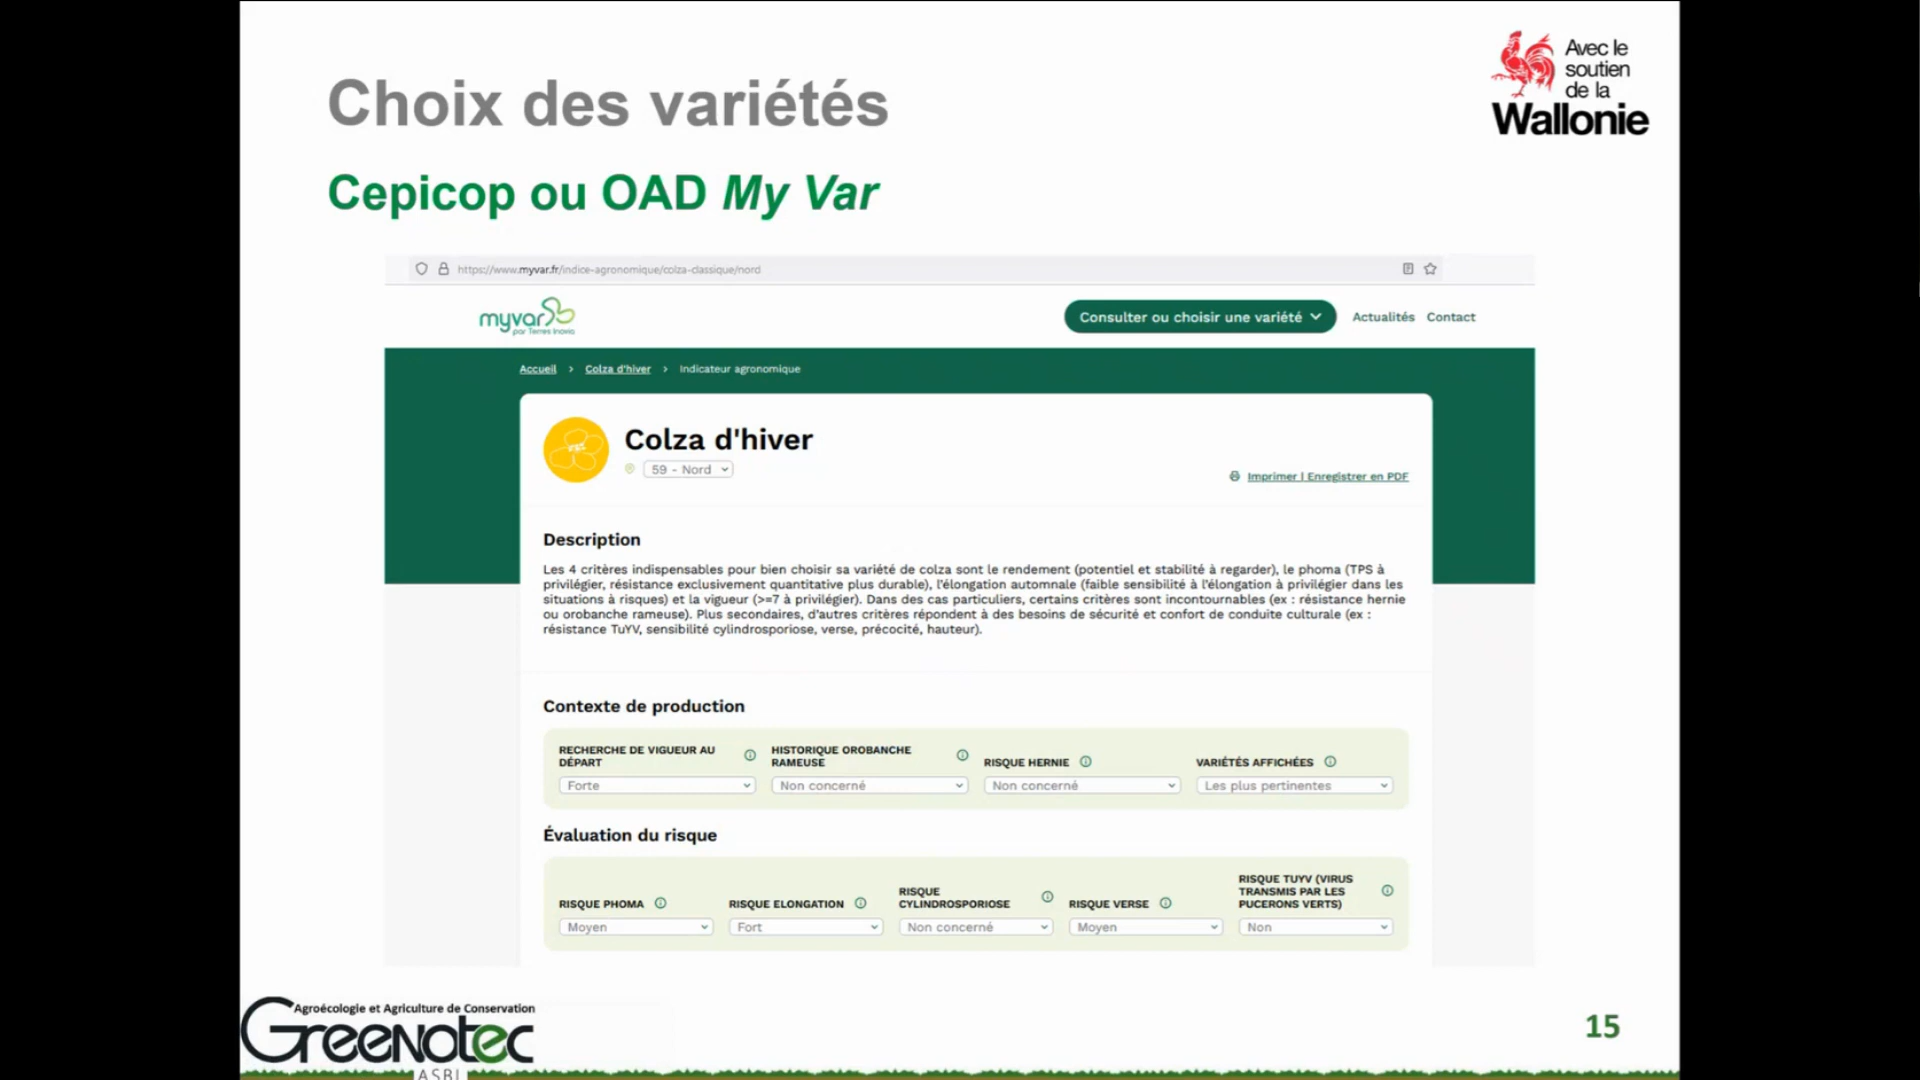 Choix des variétés
Avec le
soutien
de la
Wallonie
Cepicop ou OAD My Var
https://www.myvar.fr/indice-agronomique/colza-classique/nord
myvar
par Terres Inovia
Consulter ou choisir une variété
Actualités
Contact
Accueil > Colza d'hiver > Indicateur agronomique
Colza d'hiver
59 - Nord
Imprimer | Enregistrer en PDF
Description
Les 4 critères indispensables pour bien choisir sa variété de colza sont le rendement (potentiel et stabilité à regarder), le phoma (TPS à
privilégier, résistance exclusivement quantitative plus durable), l'élongation automnale (faible sensibilité à l'élongation à privilégier dans les
situations à risques) et la vigueur (>=7 à privilégier). Dans des cas particuliers, certains critères sont incontournables (ex : résistance hernie
ou orobanche rameuse). Plus secondaires, d'autres critères répondent à des besoins de sécurité et confort de conduite culturale (ex :
résistance TuYV, sensibilité cylindrosporiose, verse, précocité, hauteur).
Contexte de production
RECHERCHE DE VIGUEUR AU
DÉPART
Forte
HISTORIQUE OROBANCHE
RAMEUSE
Non concerné
RISQUE HERNIE
Non concerné
VARIÉTÉS AFFICHÉES
Les plus pertinentes
Évaluation du risque
RISQUE PHOMA
Moyen
RISQUE ELONGATION
Fort
RISQUE
CYLINDROSPORIOSE
Non concerné
RISQUE VERSE
Moyen
RISQUE TUYV (VIRUS
TRANSMIS PAR LES
PUCERONS VERTS)
Non
Agroécologie et Agriculture de Conservation
Greenotec
ASBL
15